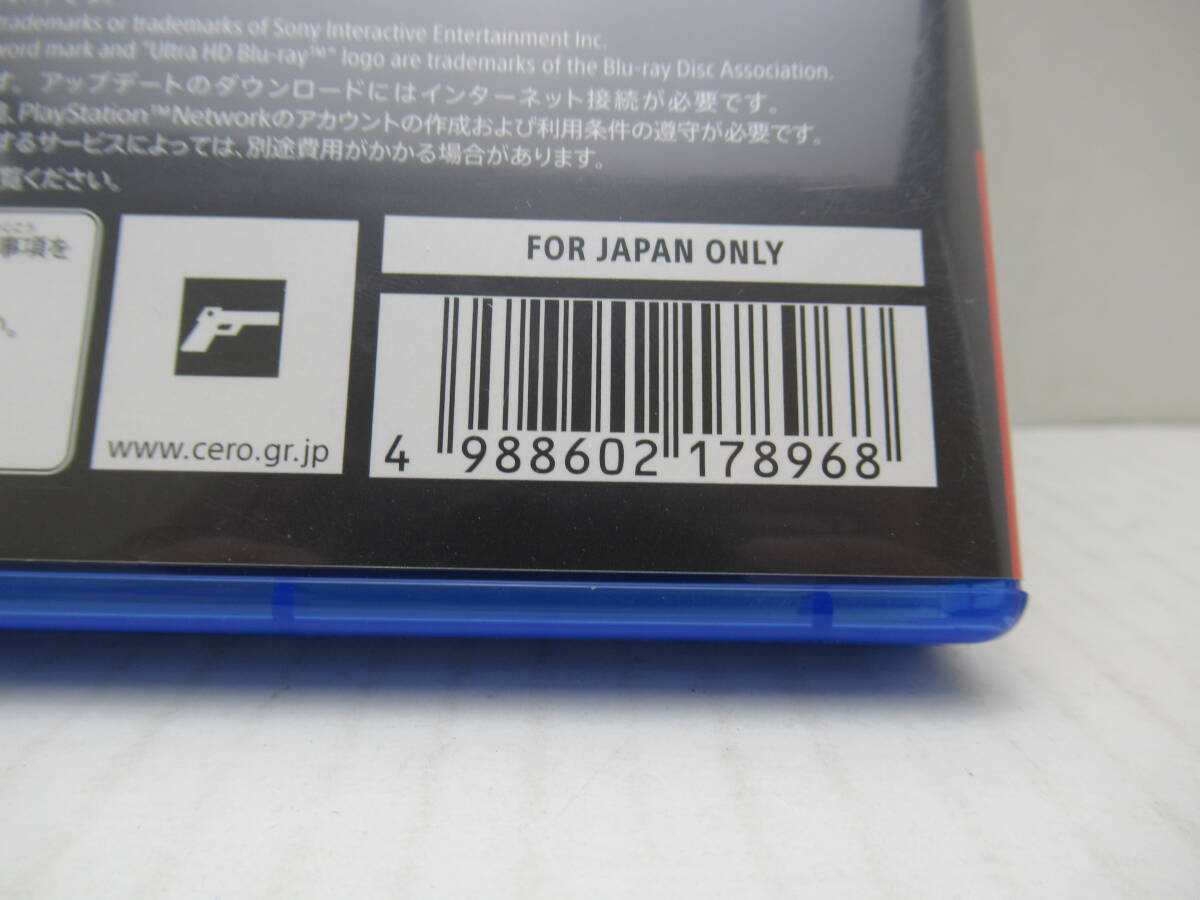 です。
trademarks or trademarks of Sony Interactive Entertainment Inc.
word mark and "Ultra HD Blu-ray™" logo are trademarks of the Blu-ray Disc Association.
す。アップデートのダウンロードにはインターネット接続が必要です。
PlayStation™Networkのアカウントの作成および利用条件の遵守が必要です。
するサービスによっては、別途費用がかかる場合があります。
覧ください。
事項を
FOR JAPAN ONLY
www.cero.gr.jp
4 988602 178968